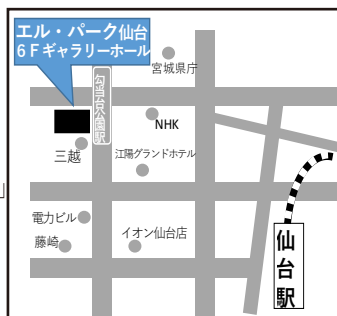 エル・パーク仙台
６Ｆギャラリーホール
宮城県庁
勾当台公園駅
NHK
三越
江陽グランドホテル
」
電力ビル
藤崎
イオン仙台店
仙台駅